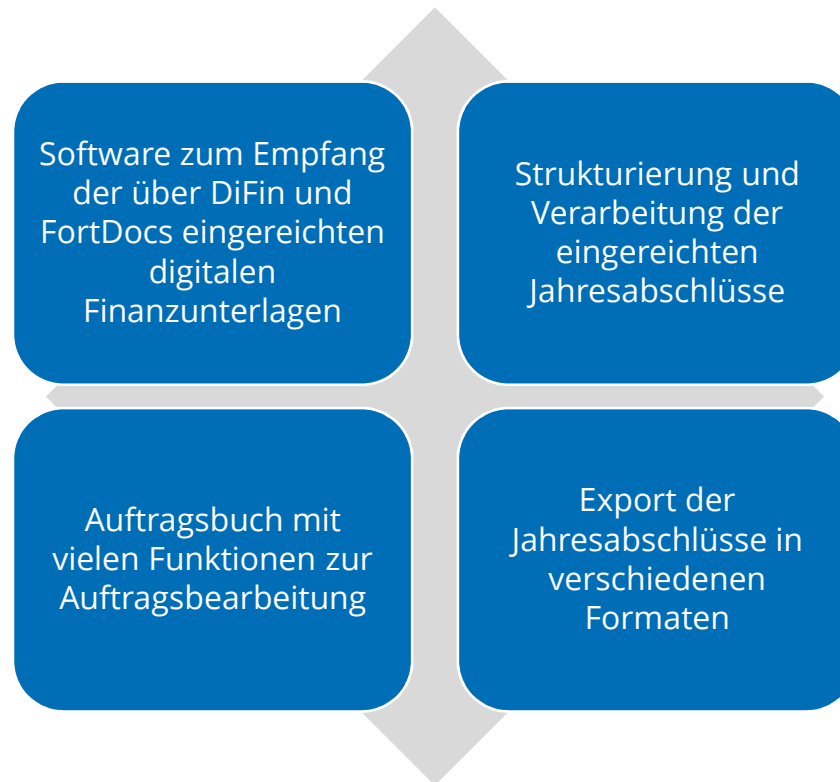 Software zum Empfang
der über DiFin und
FortDocs eingereichten
digitalen
Finanzunterlagen
Strukturierung und
Verarbeitung der
eingereichten
Jahresabschlüsse
Auftragsbuch mit
vielen Funktionen zur
Auftragsbearbeitung
Export der
Jahresabschlüsse in
verschiedenen
Formaten